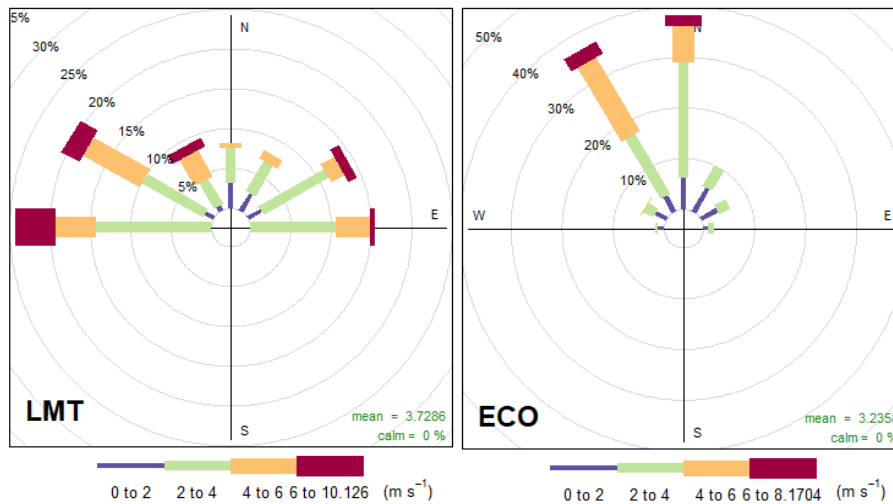 5%
30%
25%
20%
15%
10%
5%
N
E
S
LMT
mean = 3.7286
calm = 0 %
0 to 2
2 to 4
4 to 6
6 to 10.126
(m s⁻¹)
50%
40%
30%
20%
10%
N
W
E
S
ECO
mean = 3.2358
calm = 0 %
0 to 2
2 to 4
4 to 6
6 to 8.1704
(m s⁻¹)